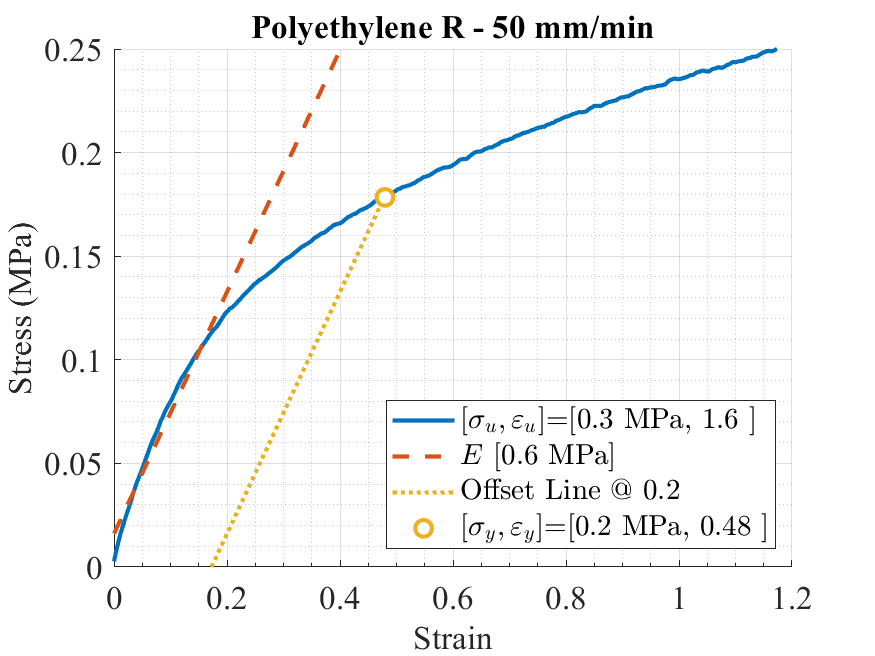 Polyethylene R - 50 mm/min
0.25
0.2
0.15
0.1
0.05
0
Stress (MPa)
[σu, εu]=[0.3 MPa, 1.6 ]
E [0.6 MPa]
Offset Line @ 0.2
[σy, εy]=[0.2 MPa, 0.48 ]
0 0.2 0.4 0.6 0.8 1 1.2
Strain